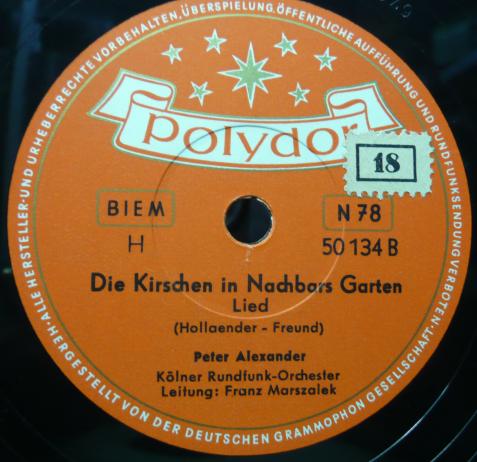 ALLE HERSTELLER- UND URHEBERRECHTE VORBEHALTEN, ÜBERSPIELUNG, ÖFFENTLICHE AUFFÜHRUNG UND RUNDFUNKSENDUNG VERBOTEN.
polydor
18
BIEM
N 78
H
50 134 B
Die Kirschen in Nachbars Garten
Lied
(Hollaender - Freund)
Peter Alexander
Kölner Rundfunk-Orchester
Leitung: Franz Marszalek
HERGESTELLT VON DER DEUTSCHEN GRAMMOPHON GESELLSCHAFT